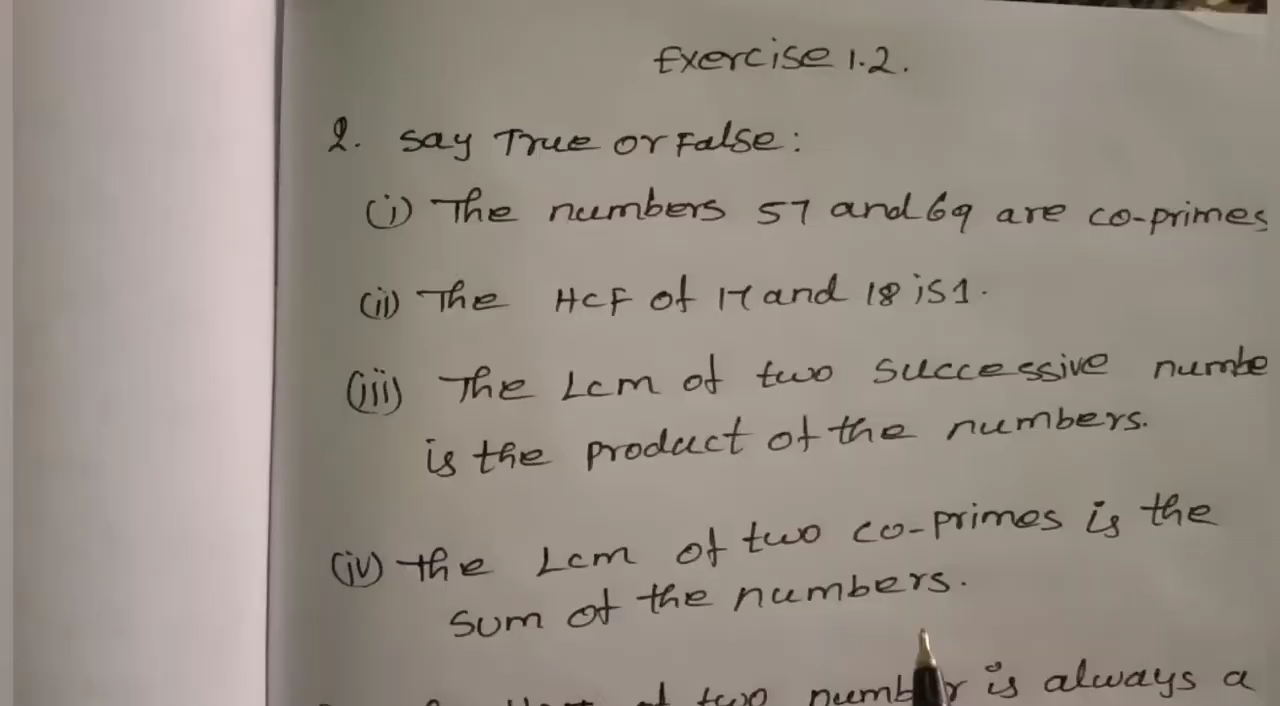 Exercise 1.2.
2. Say True or False:
(i) The numbers 57 and 69 are co-primes
(ii) The HCF of 17 and 18 is 1.
(iii) The Lcm of two successive numbe
is the product of the numbers.
(iv) the Lcm of two co-primes is the
sum of the numbers.
two number is always a